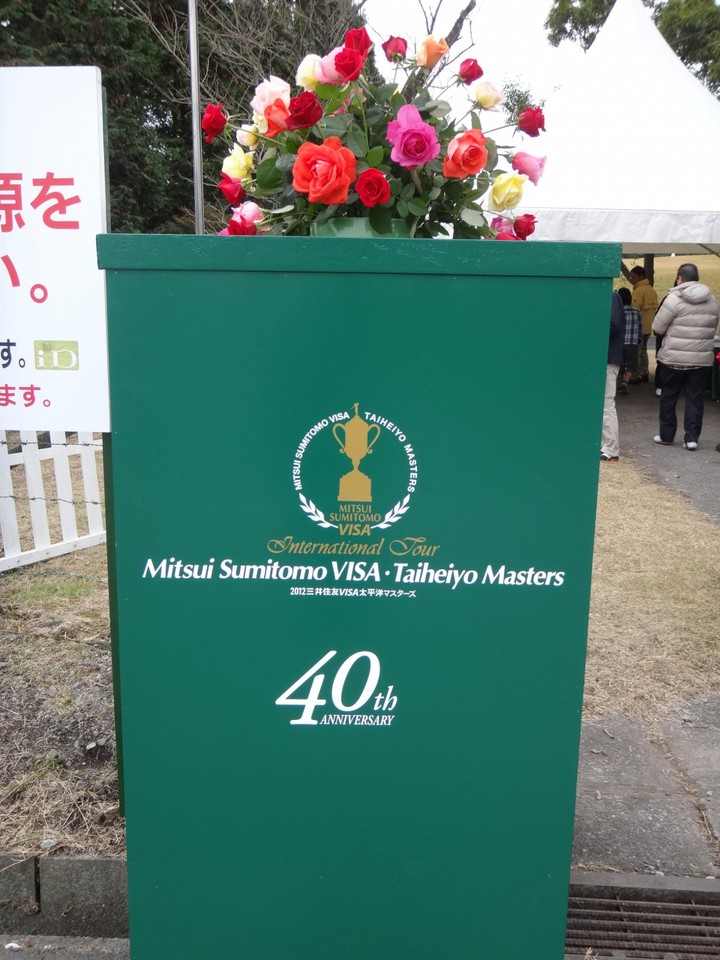 源を
い。
す。iD
ます。
MITSUI SUMITOMO VISA TAIHEIYO MASTERS
MITSUI
SUMITOMO
VISA
International Tour
Mitsui Sumitomo VISA・Taiheiyo Masters
2012三井住友VISA太平洋マスターズ
40th
ANNIVERSARY